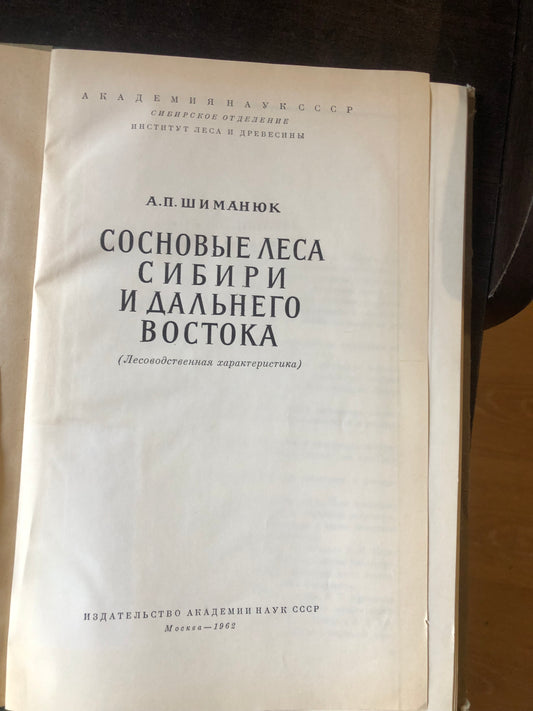 АКАДЕМИЯ НАУК СССР
СИБИРСКОЕ ОТДЕЛЕНИЕ
ИНСТИТУТ ЛЕСА И ДРЕВЕСИНЫ
А.П. ШИМАНЮК
СОСНОВЫЕ ЛЕСА
СИБИРИ
И ДАЛЬНЕГО
ВОСТОКА
(Лесоводственная характеристика)
ИЗДАТЕЛЬСТВО АКАДЕМИИ НАУК СССР
Москва — 1962